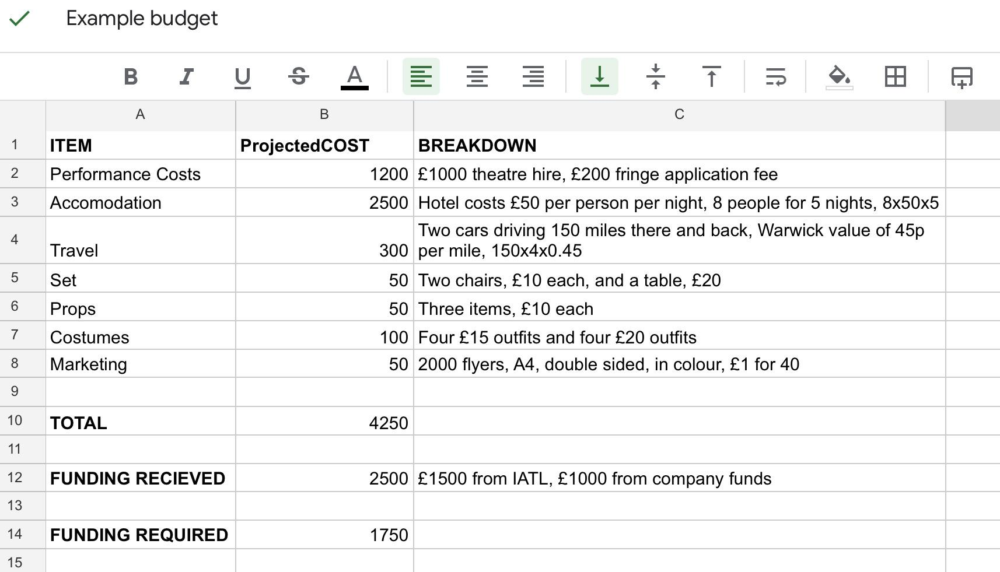 Example budget
B I U S A
A B C
1 ITEM ProjectedCOST BREAKDOWN
2 Performance Costs 1200 £1000 theatre hire, £200 fringe application fee
3 Accomodation 2500 Hotel costs £50 per person per night, 8 people for 5 nights, 8x50x5
4 Travel 300 Two cars driving 150 miles there and back, Warwick value of 45p
per mile, 150x4x0.45
5 Set 50 Two chairs, £10 each, and a table, £20
6 Props 50 Three items, £10 each
7 Costumes 100 Four £15 outfits and four £20 outfits
8 Marketing 50 2000 flyers, A4, double sided, in colour, £1 for 40
9
10 TOTAL 4250
11
12 FUNDING RECIEVED 2500 £1500 from IATL, £1000 from company funds
13
14 FUNDING REQUIRED 1750
15